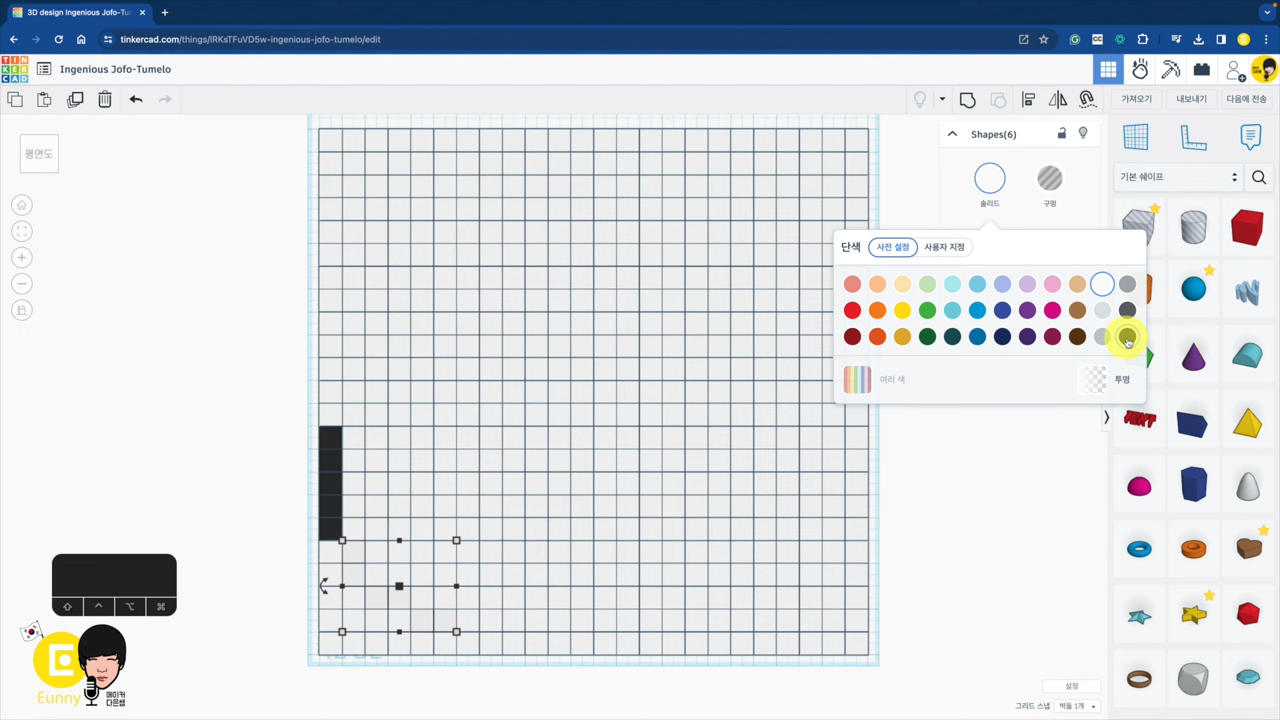 3D design Ingenious Jofo-Tu
tinkercad.com/things/lRKsTFuVD5w-ingenious-jofo-tumelo/edit
TIN
KER
CAD
Ingenious Jofo-Tumelo
가져오기
내보내기
다음에 전송
평면도
Shapes(6)
솔리드
구멍
기본 쉐이프
단색
사전 설정
사용자 지정
여러 색
투명
TEXT
설정
그리드 스냅
벽돌 1개
E
Eunny
메이커
다은쌤